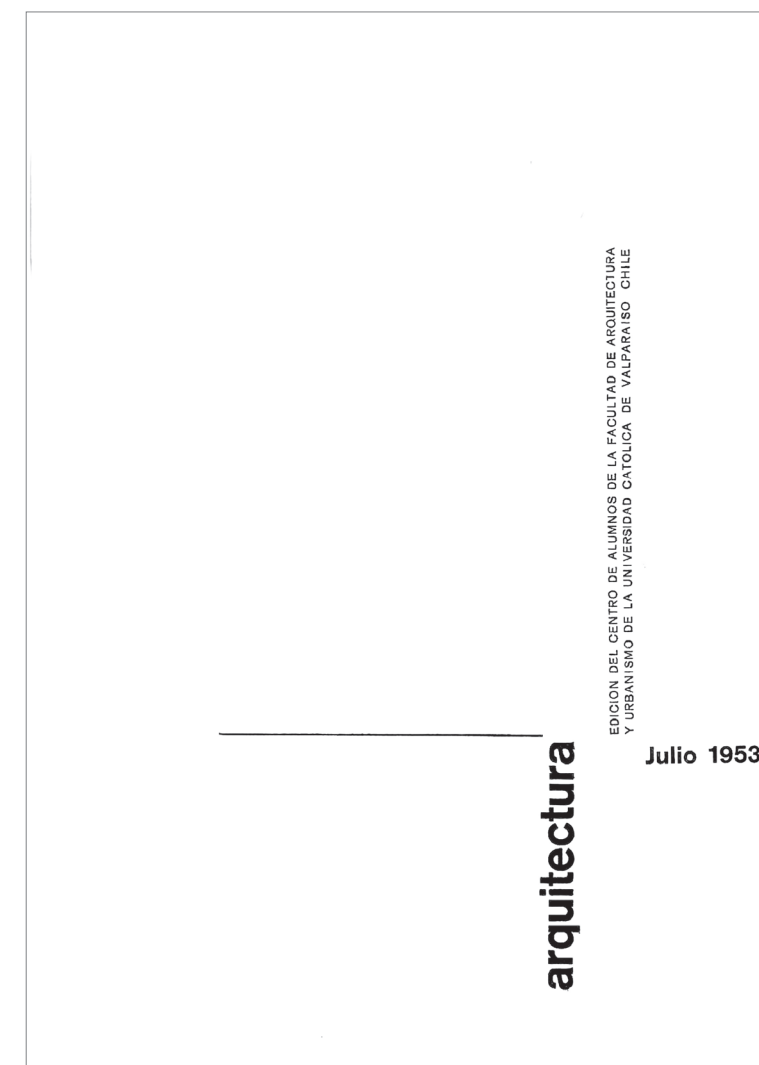 EDICION DEL CENTRO DE ALUMNOS DE LA FACULTAD DE ARQUITECTURA
Y URBANISMO DE LA UNIVERSIDAD CATOLICA DE VALPARAISO CHILE
Julio 1953
arquitectura